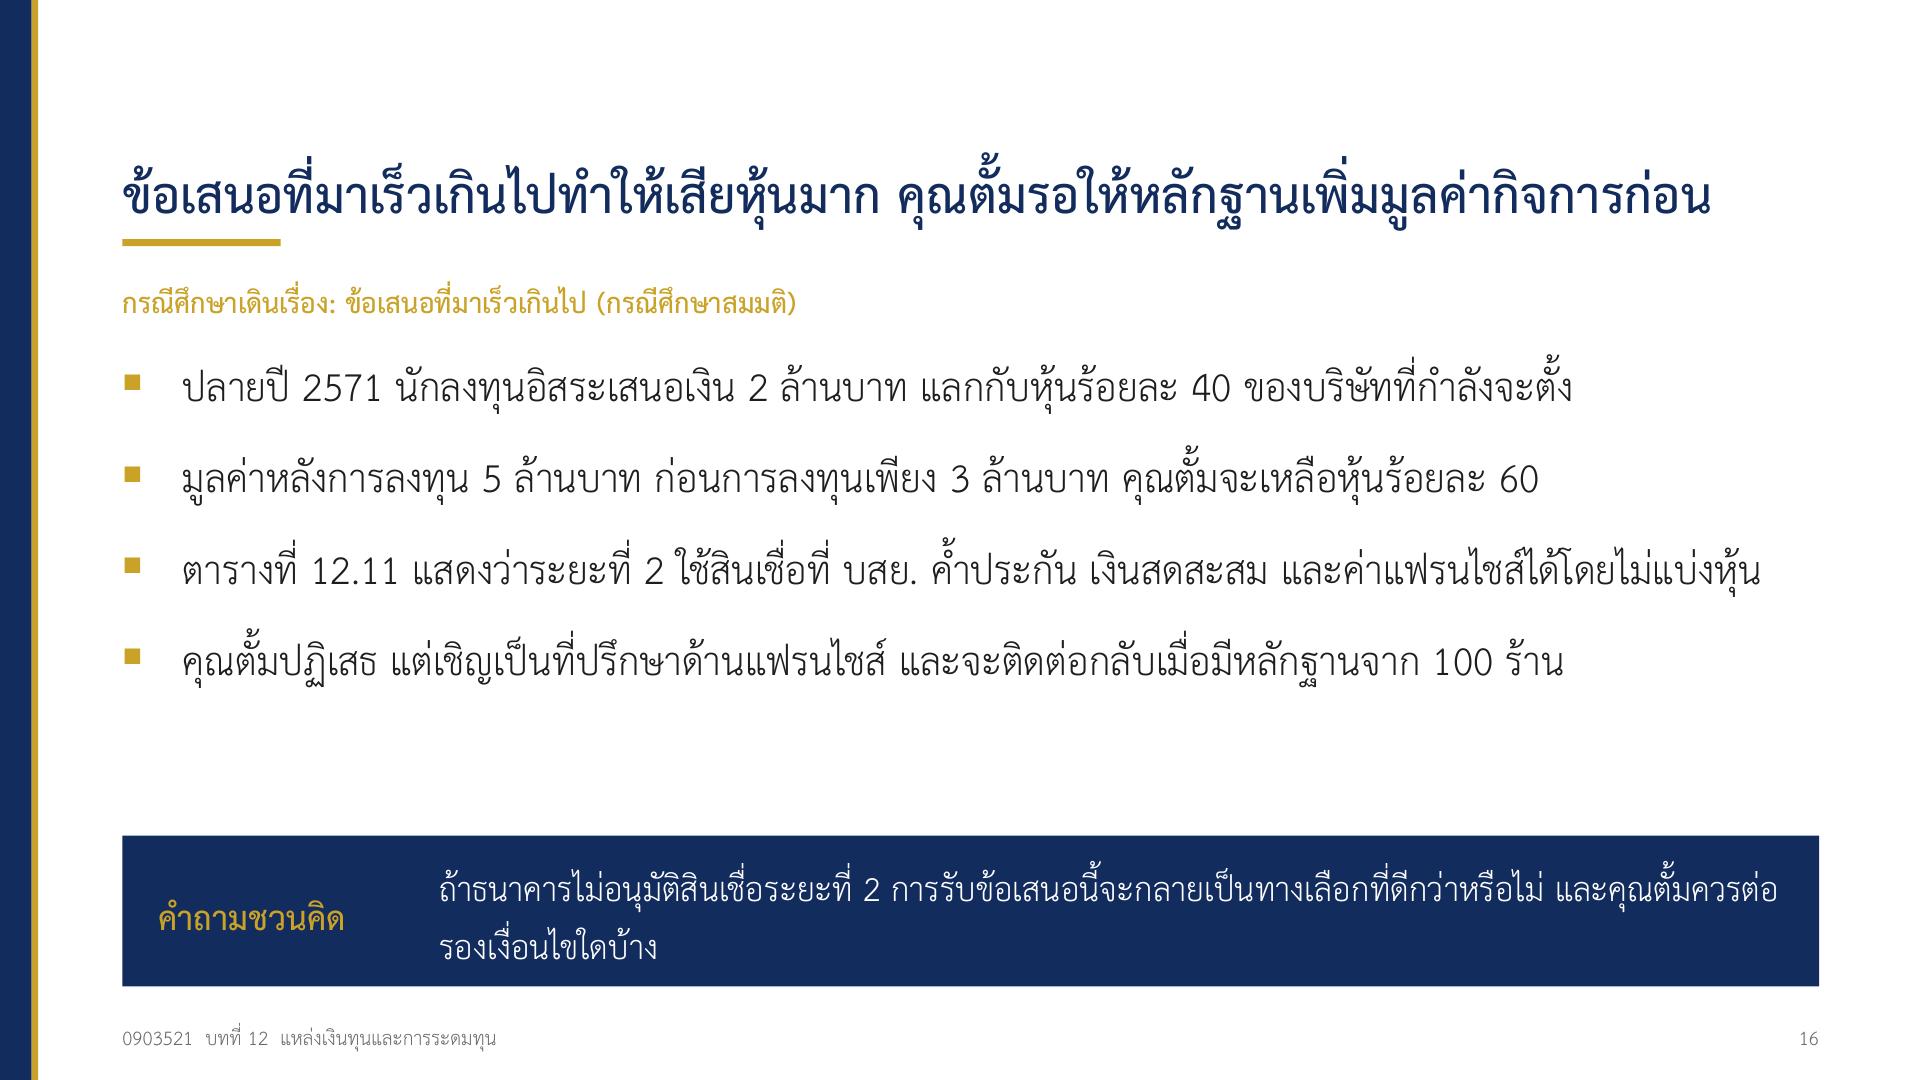 ข้อเสนอที่มาเร็วเกินไปทำให้เสียหุ้นมาก คุณตั้มรอให้หลักฐานเพิ่มมูลค่ากิจการก่อน
กรณีศึกษาเดินเรื่อง: ข้อเสนอที่มาเร็วเกินไป (กรณีศึกษาสมมติ)
ปลายปี 2571 นักลงทุนอิสระเสนอเงิน 2 ล้านบาท แลกกับหุ้นร้อยละ 40 ของบริษัทที่กำลังจะตั้ง
มูลค่าหลังการลงทุน 5 ล้านบาท ก่อนการลงทุนเพียง 3 ล้านบาท คุณตั้มจะเหลือหุ้นร้อยละ 60
ตารางที่ 12.11 แสดงว่าระยะที่ 2 ใช้สินเชื่อที่ บสย. ค้ำประกัน เงินสดสะสม และค่าแฟรนไชส์ได้โดยไม่แบ่งหุ้น
คุณตั้มปฏิเสธ แต่เชิญเป็นที่ปรึกษาด้านแฟรนไชส์ และจะติดต่อกลับเมื่อมีหลักฐานจาก 100 ร้าน
คำถามชวนคิด
ถ้าธนาคารไม่อนุมัติสินเชื่อระยะที่ 2 การรับข้อเสนอนี้จะกลายเป็นทางเลือกที่ดีกว่าหรือไม่ และคุณตั้มควรต่อ
รองเงื่อนไขใดบ้าง
0903521 บทที่ 12 แหล่งเงินทุนและการระดมทุน
16